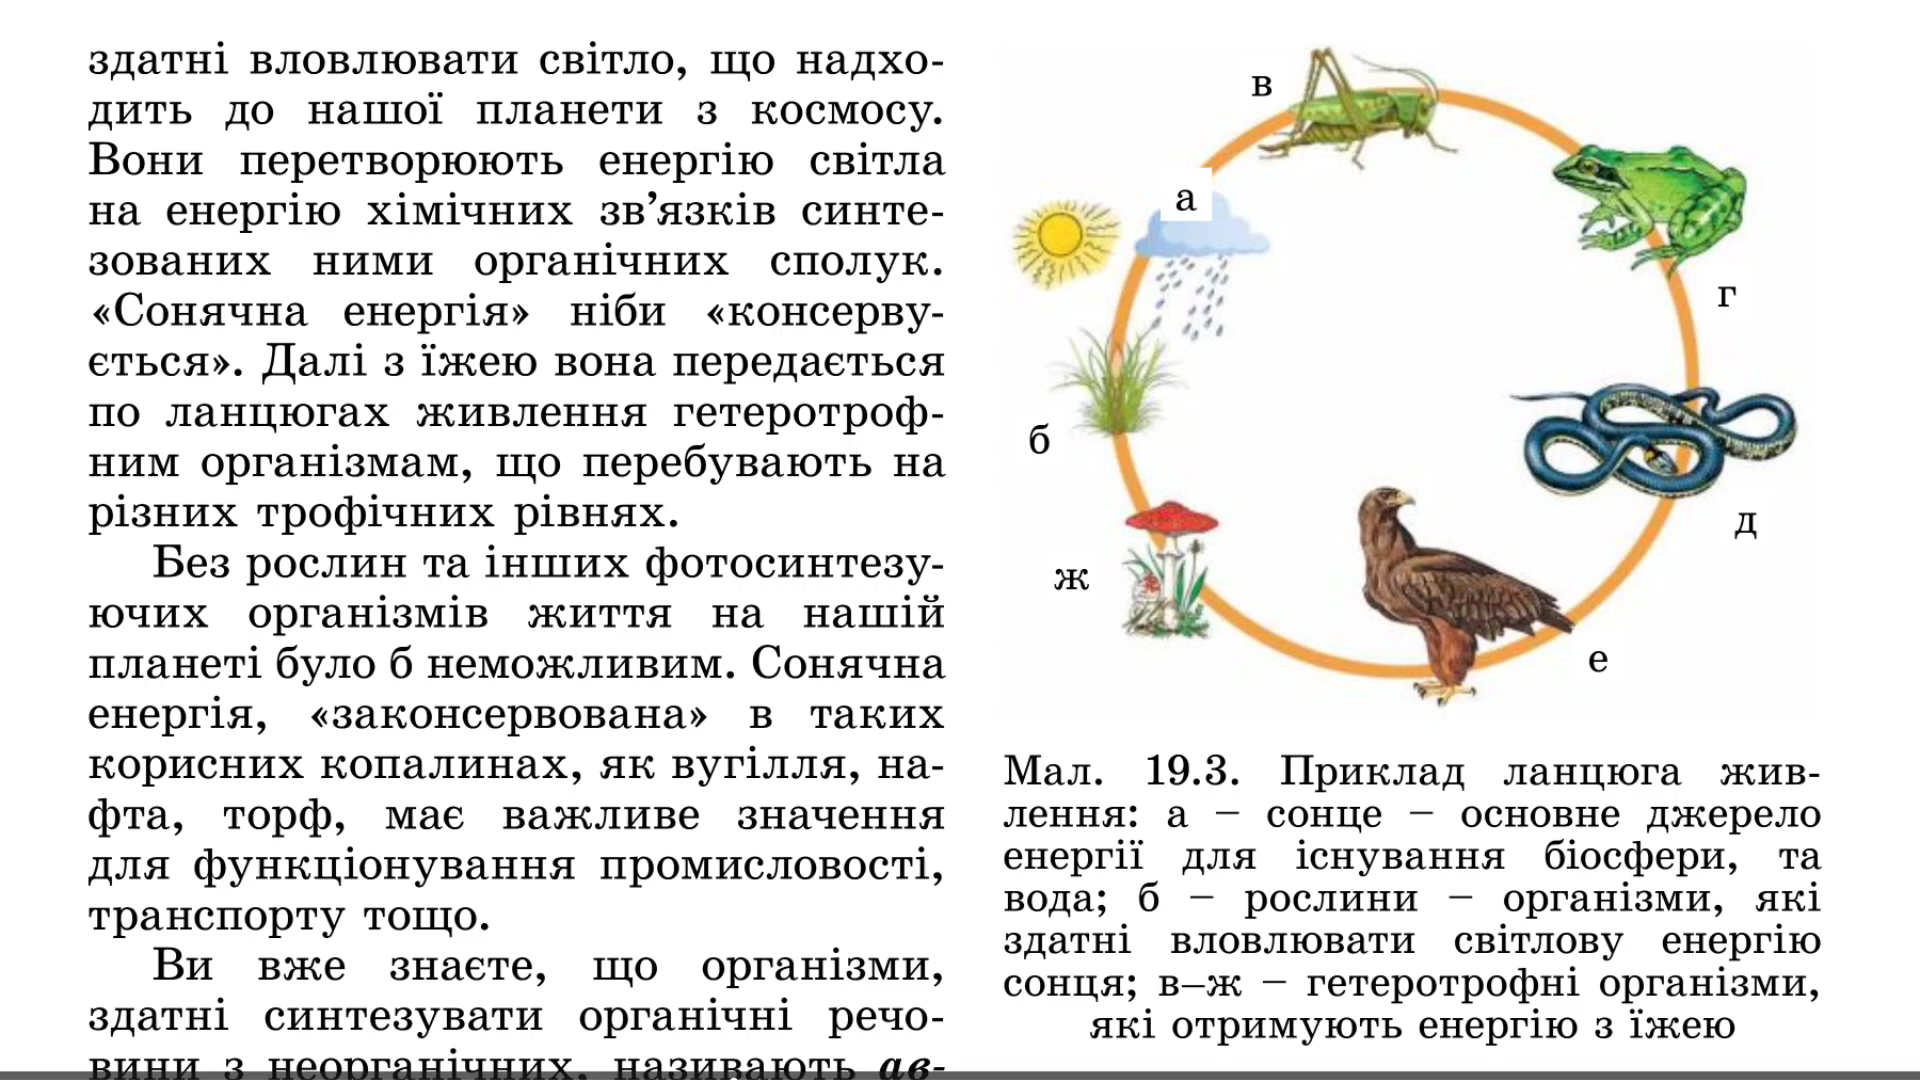 здатні вловлювати світло, що надхо-
дить до нашої планети з космосу.
Вони перетворюють енергію світла
на енергію хімічних зв’язків синте-
зованих ними органічних сполук.
«Сонячна енергія» ніби «консерву-
ється». Далі з їжею вона передається
по ланцюгах живлення гетеротроф-
ним організмам, що перебувають на
різних трофічних рівнях.
Без рослин та інших фотосинтезу-
ючих організмів життя на нашій
планеті було б неможливим. Сонячна
енергія, «законсервована» в таких
корисних копалинах, як вугілля, на-
фта, торф, має важливе значення
для функціонування промисловості,
транспорту тощо.
Ви вже знаєте, що організми,
здатні синтезувати органічні речо-
вини з неорганічних, називають ав-
в
а
г
б
д
ж
е
Мал. 19.3. Приклад ланцюга жив-
лення: а – сонце – основне джерело
енергії для існування біосфери, та
вода; б – рослини – організми, які
здатні вловлювати світлову енергію
сонця; в–ж – гетеротрофні організми,
які отримують енергію з їжею